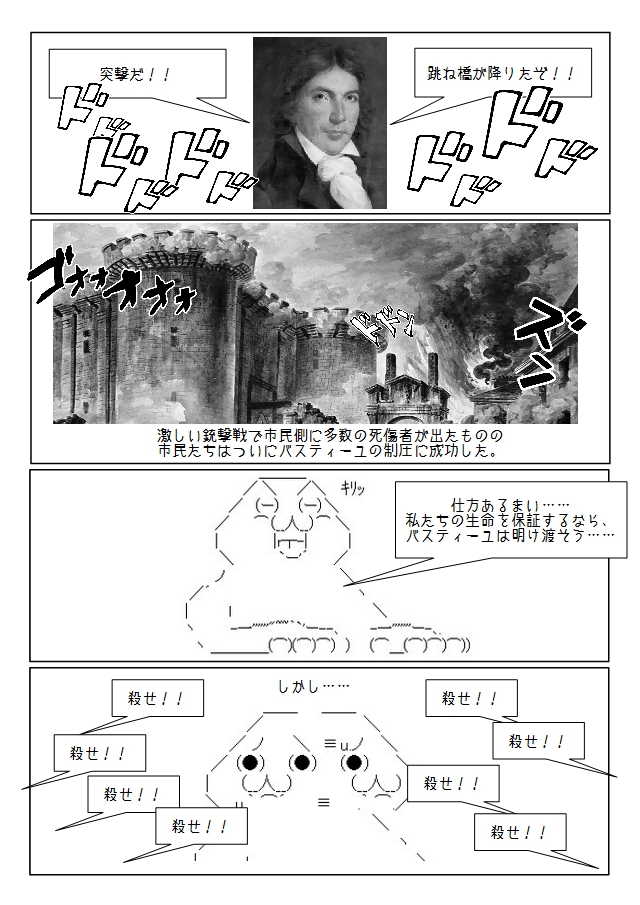 跳ね橋が降りたぞ！！
突撃だ！！
ドド
ドド
ドド
ドド
ドド
ゴォォオォォ
ズズン
激しい銃撃戦で市民側に多数の死傷者が出たものの
市民たちはついにバスティーユの制圧に成功した。
ｷﾘｯ
仕方あるまい……
私たちの生命を保証するなら、
バスティーユは明け渡そう……
しかし……
殺せ！！
殺せ！！
殺せ！！
殺せ！！
殺せ！！
殺せ！！
殺せ！！
殺せ！！